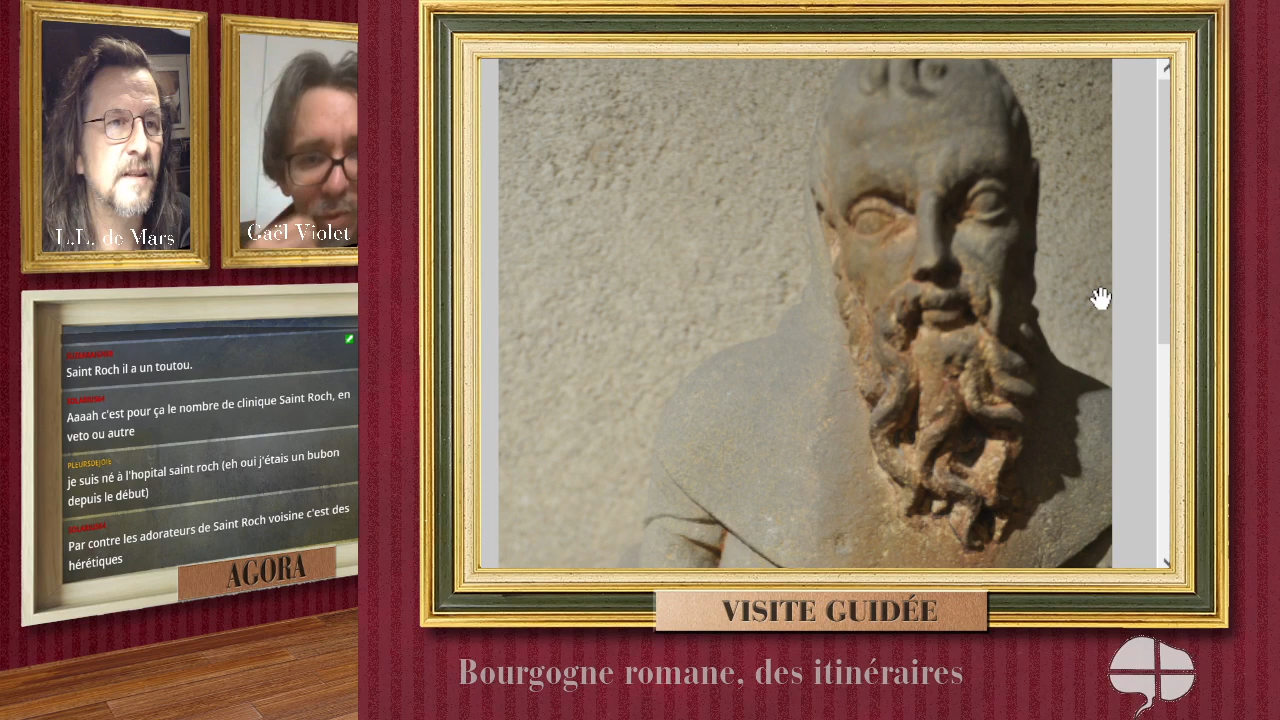 L.L. de Mars
Gaël Violet
Saint Roch il a un toutou.
Aaaah c'est pour ça le nombre de clinique Saint Roch, en
veto ou autre
PLEURSDEJOIE
je suis né à l'hopital saint roch (eh oui j'étais un bubon
depuis le début)
Par contre les adorateurs de Saint Roch voisine c'est des
hérétiques
AGORA
VISITE GUIDÉE
Bourgogne romane, des itinéraires